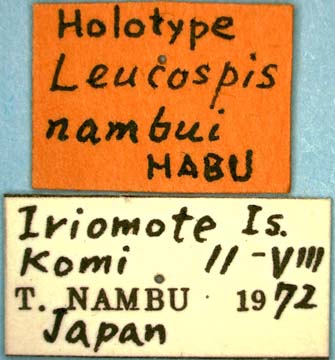 Holotype
Leucospis
nambui
HABU
Iriomote Is.
Komi 11-VIII
T. NAMBU 1972
Japan